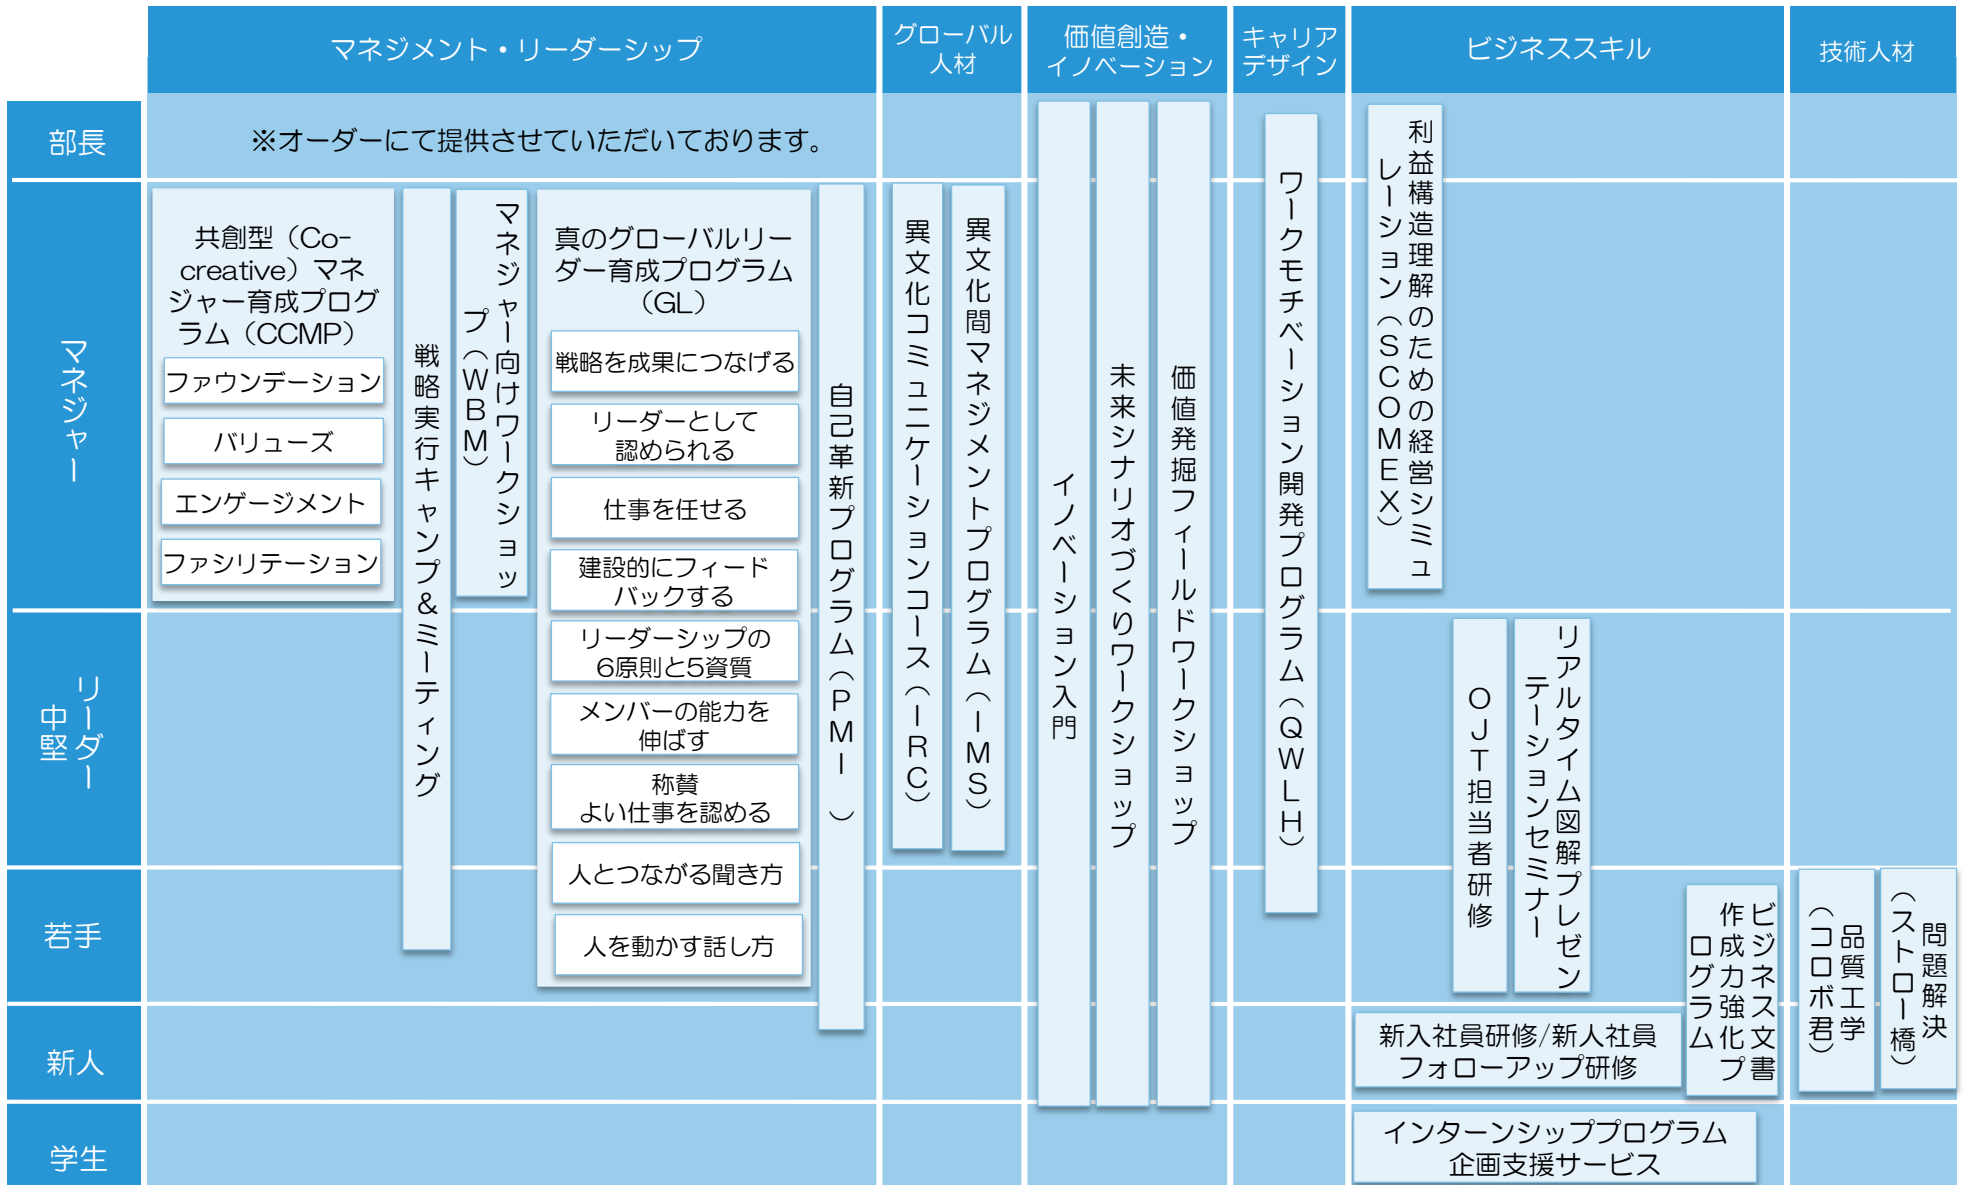 マネジメント・リーダーシップ
グローバル
人材
価値創造・
イノベーション
キャリア
デザイン
ビジネススキル
技術人材
部長
※オーダーにて提供させていただいております。
マネジャー
共創型（Co-
creative）マネ
ジャー育成プログ
ラム（CCMP）
ファウンデーション
バリューズ
エンゲージメント
ファシリテーション
戦略実行キャンプ＆ミーティング
マネジャー向けワークショッ
プ（WBM）
真のグローバルリー
ダー育成プログラム
（GL）
戦略を成果につなげる
リーダーとして
認められる
仕事を任せる
建設的にフィード
バックする
リーダーシップの
6原則と5資質
メンバーの能力を
伸ばす
称賛
よい仕事を認める
人とつながる聞き方
人を動かす話し方
自己革新プログラム（PMI ）
異文化コミュニケーションコース（IRC）
異文化間マネジメントプログラム（IMS）
イノベーション入門
未来シナリオづくりワークショップ
価値発掘フィールドワークショップ
ワークモチベーション開発プログラム（QWLH）
利益構造理解のための経営シミュ
レーション（SCOMEX）
リーダー
中堅
OJT担当者研修
リアルタイム図解プレゼン
テーションセミナー
若手
ビジネス文書
作成力強化プ
ログラム
品質工学
（コロボ君）
問題解決
（ストロー橋）
新人
新入社員研修/新人社員
フォローアップ研修
学生
インターンシッププログラム
企画支援サービス